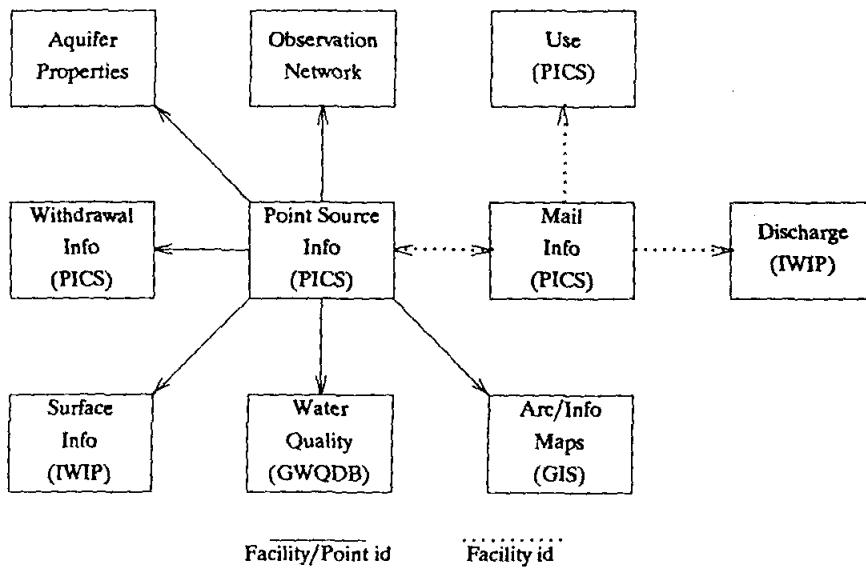 Aquifer
Properties
Observation
Network
Use
(PICS)
Withdrawal
Info
(PICS)
Point Source
Info
(PICS)
Mail
Info
(PICS)
Discharge
(IWIP)
Surface
Info
(IWIP)
Water
Quality
(GWQDB)
Arc/Info
Maps
(GIS)
Facility/Point id
Facility id